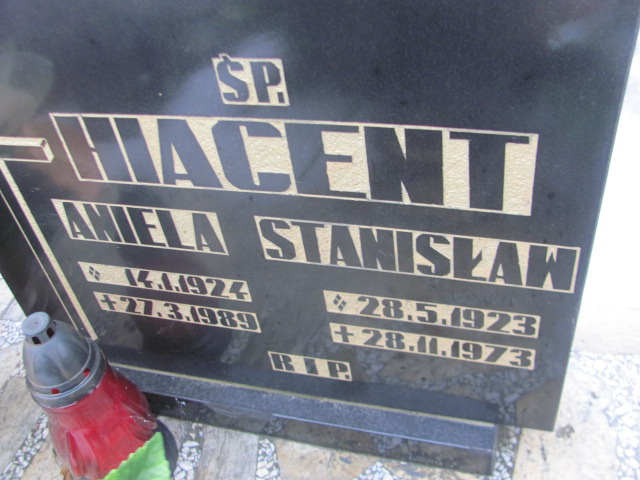 ŚP.
HIACENT
ANIELA STANISŁAW
14.1.1924 28.5.1923
+27.3.1989 +28.11.1973
R I P.